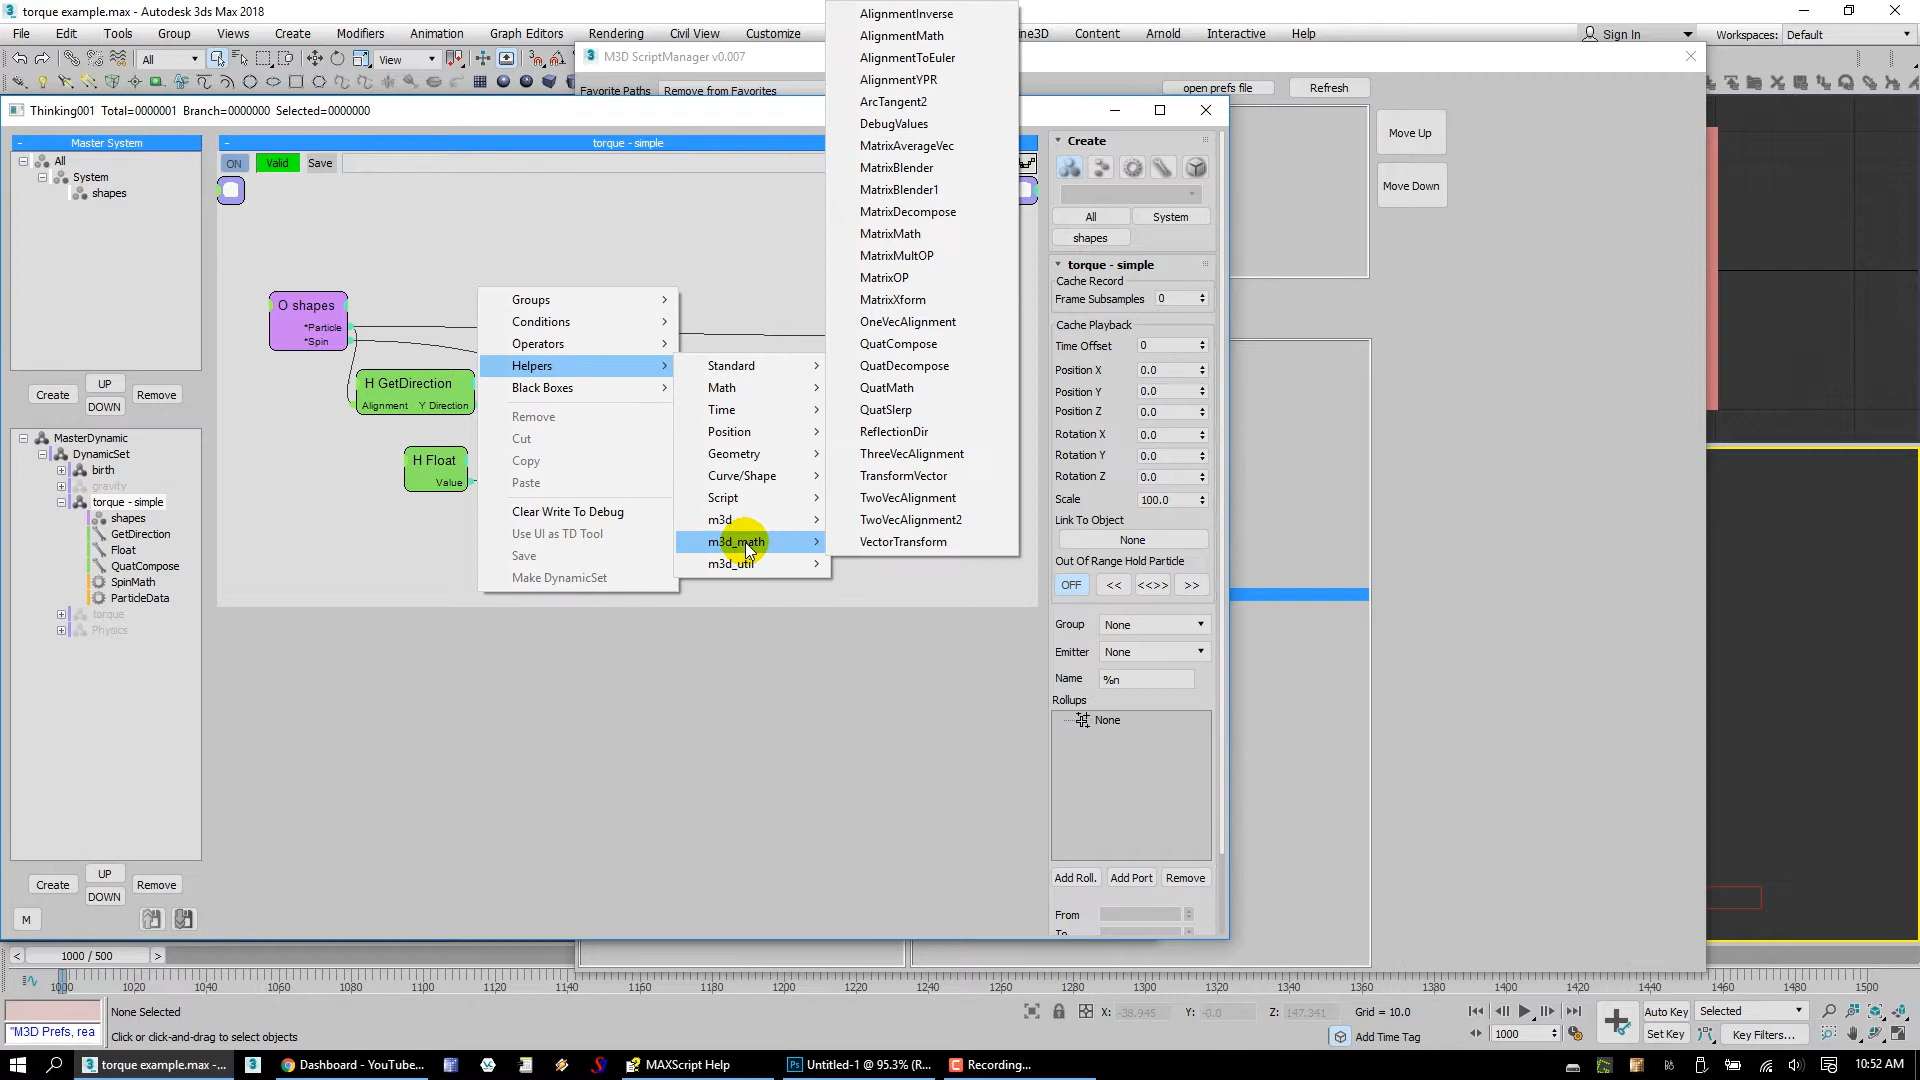 torque example.max - Autodesk 3ds Max 2018
File Edit Tools Group Views Create Modifiers Animation Graph Editors Rendering Civil View Customize Content Arnold Interactive Help
Sign In
Workspaces: Default
All
View
M3D ScriptManager v0.007
Favorite Paths
Remove from Favorites
open prefs file
Refresh
Move Up
Move Down
Thinking001 Total=0000001 Branch=0000000 Selected=0000000
Master System
All
System
shapes
Create
UP
DOWN
Remove
MasterDynamic
DynamicSet
birth
gravity
torque - simple
shapes
GetDirection
Float
QuatCompose
SpinMath
ParticleData
torque
Physics
Create
UP
DOWN
Remove
M
torque - simple
ON
Valid
Save
O shapes
*Particle
*Spin
H GetDirection
Alignment Y Direction
H Float
Value
Groups
Conditions
Operators
Helpers
Black Boxes
Remove
Cut
Copy
Paste
Clear Write To Debug
Use UI as TD Tool
Save
Make DynamicSet
Standard
Math
Time
Position
Geometry
Curve/Shape
Script
m3d
m3d_math
m3d_util
AlignmentInverse
AlignmentMath
AlignmentToEuler
AlignmentYPR
ArcTangent2
DebugValues
MatrixAverageVec
MatrixBlender
MatrixBlender1
MatrixDecompose
MatrixMath
MatrixMultOP
MatrixOP
MatrixXform
OneVecAlignment
QuatCompose
QuatDecompose
QuatMath
QuatSlerp
ReflectionDir
ThreeVecAlignment
TransformVector
TwoVecAlignment
TwoVecAlignment2
VectorTransform
Create
All
System
shapes
torque - simple
Cache Record
Frame Subsamples 0
Cache Playback
Time Offset 0
Position X 0.0
Position Y 0.0
Position Z 0.0
Rotation X 0.0
Rotation Y 0.0
Rotation Z 0.0
Scale 100.0
Link To Object
None
Out Of Range Hold Particle
OFF << <<>> >>
Group None
Emitter None
Name %n
Rollups
None
Add Roll. Add Port Remove
From
< 1000 / 500 >
1000 1020 1040 1060 1080 1100 1120 1140 1160 1180 1200 1220 1240 1260 1280 1300 1320 1340 1360 1380 1400 1420 1440 1460 1480 1500
None Selected
X: -38.945 Y: -0.0 Z: 147.341 Grid = 10.0
Auto Key
Selected
"M3D Prefs, rea
Click or click-and-drag to select objects
Add Time Tag
1000
Set Key
Key Filters...
torque example.max -...
Dashboard - YouTube...
MAXScript Help
Untitled-1 @ 95.3% (R...
Recording...
10:52 AM